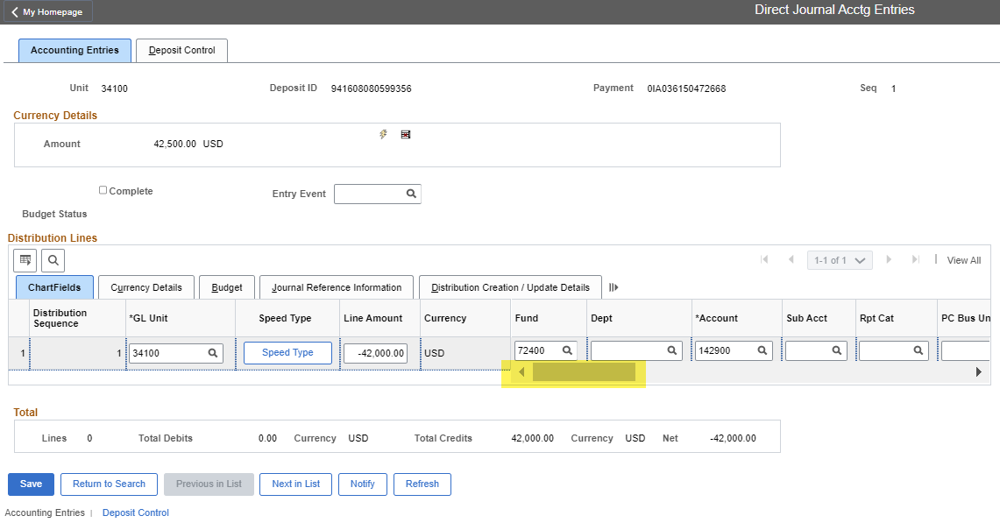 My Homepage
Direct Journal Acctg Entries
Accounting Entries
Deposit Control
Unit 34100 Deposit ID 941608080599356 Payment 0IA036150472668 Seq 1
Currency Details
Amount 42,500.00 USD
Complete Entry Event
Budget Status
Distribution Lines
1-1 of 1 View All
ChartFields Currency Details Budget Journal Reference Information Distribution Creation / Update Details
Distribution Sequence *GL Unit Speed Type Line Amount Currency Fund Dept *Account Sub Acct Rpt Cat PC Bus Un
1 1 34100 Speed Type -42,000.00 USD 72400 142900
Total
Lines 0 Total Debits 0.00 Currency USD Total Credits 42,000.00 Currency USD Net -42,000.00
Save Return to Search Previous in List Next in List Notify Refresh
Accounting Entries | Deposit Control